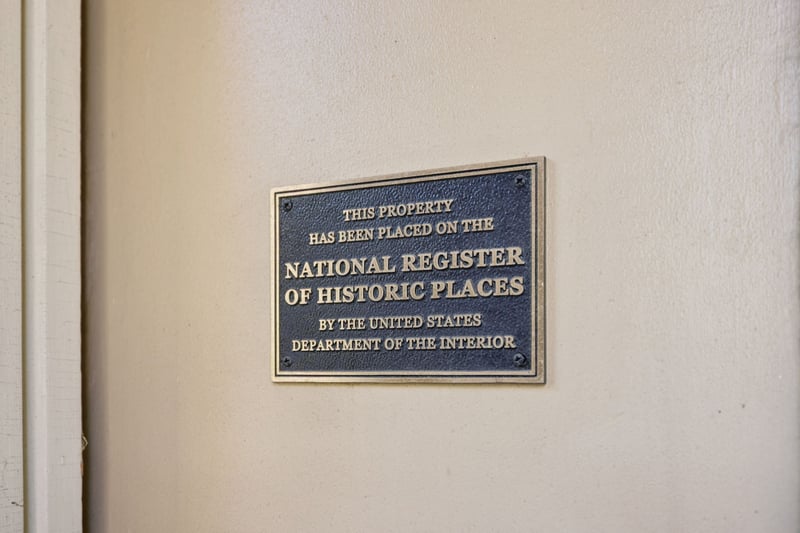 THIS PROPERTY
HAS BEEN PLACED ON THE
NATIONAL REGISTER
OF HISTORIC PLACES
BY THE UNITED STATES
DEPARTMENT OF THE INTERIOR